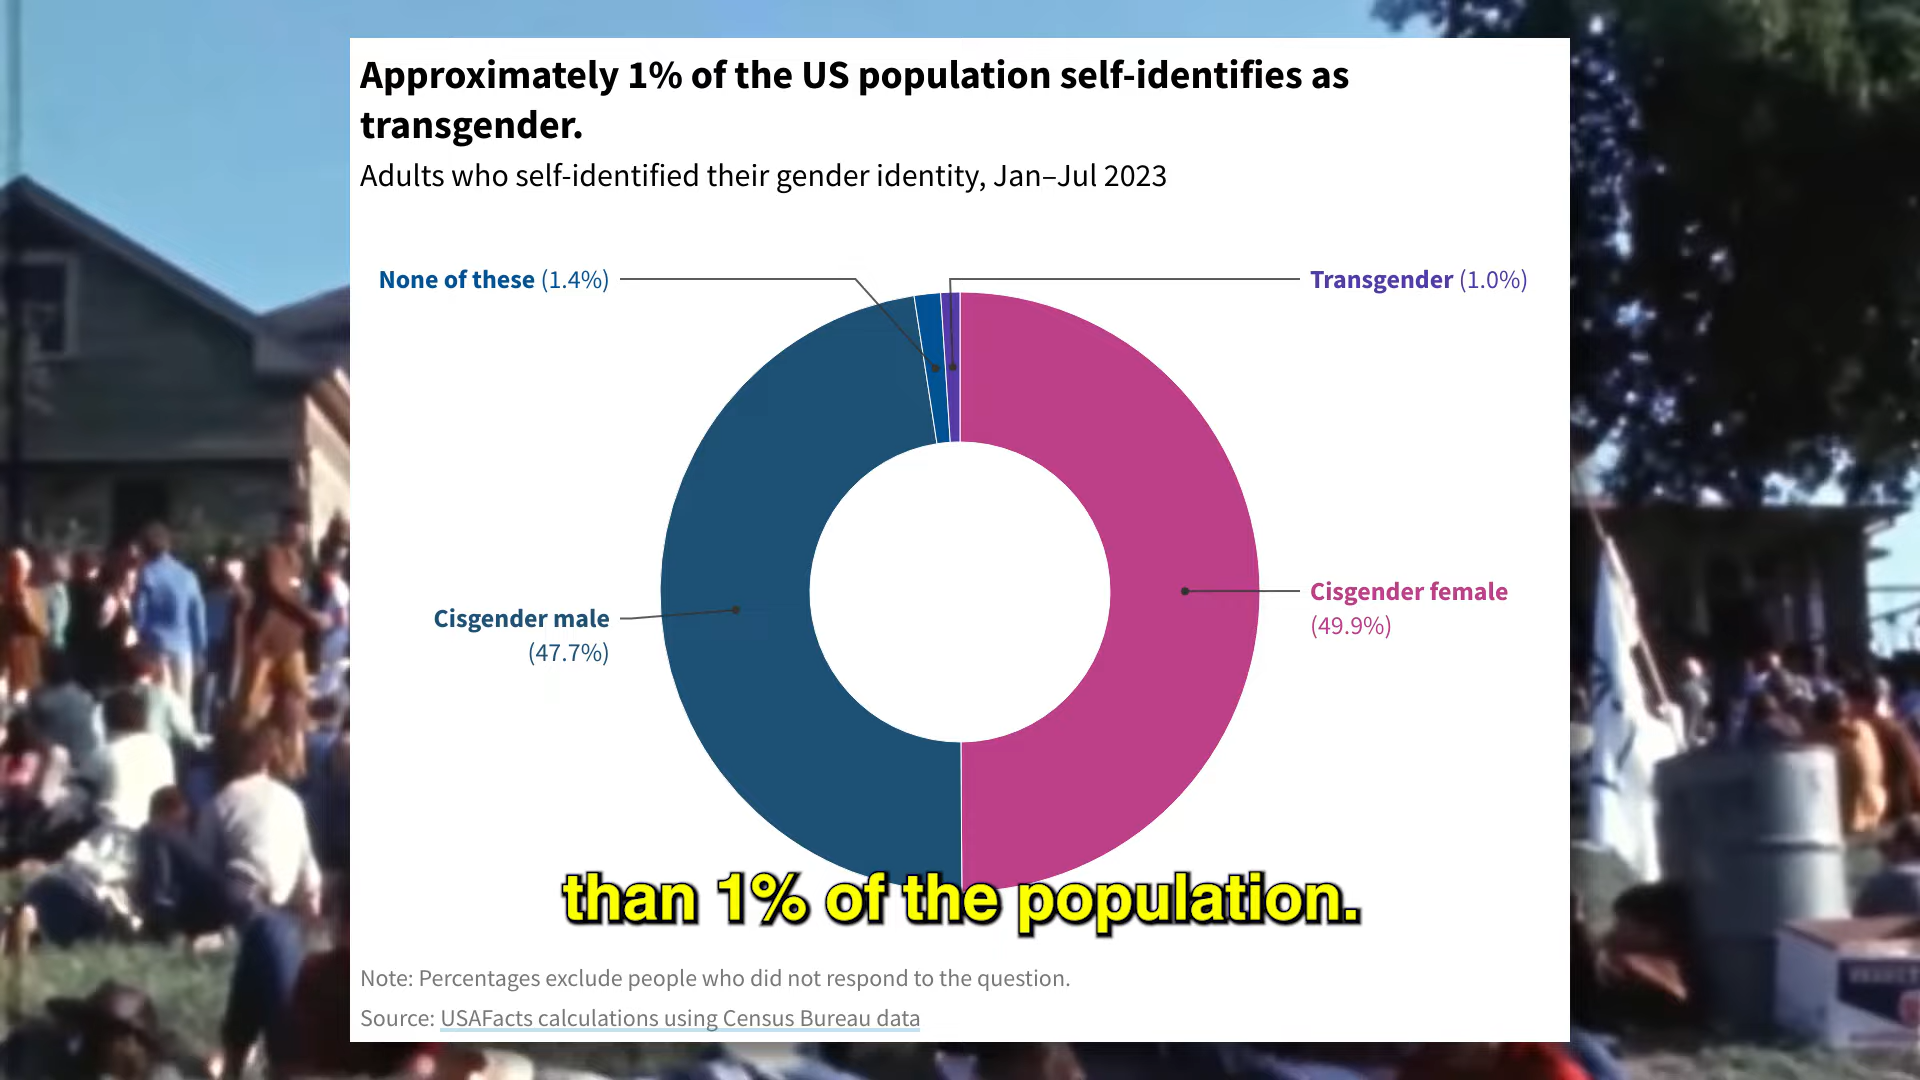 Approximately 1% of the US population self-identifies as
transgender.
Adults who self-identified their gender identity, Jan–Jul 2023
None of these (1.4%)
Transgender (1.0%)
Cisgender male
(47.7%)
Cisgender female
(49.9%)
than 1% of the population.
Note: Percentages exclude people who did not respond to the question.
Source: USAFacts calculations using Census Bureau data